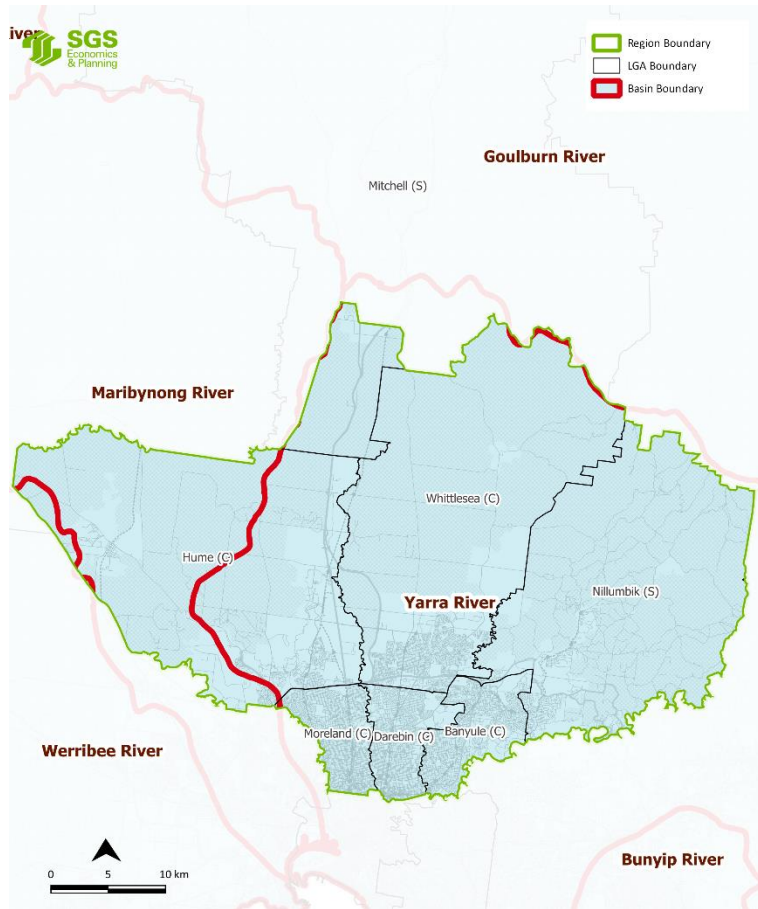 iver
SGS
Economics
& Planning
Region Boundary
LGA Boundary
Basin Boundary
Goulburn River
Mitchell (S)
Maribynong River
Whittlesea (C)
Hume (C)
Nillumbik (S)
Yarra River
Moreland (C)
Darebin (C)
Banyule (C)
Werribee River
Bunyip River
0 5 10 km